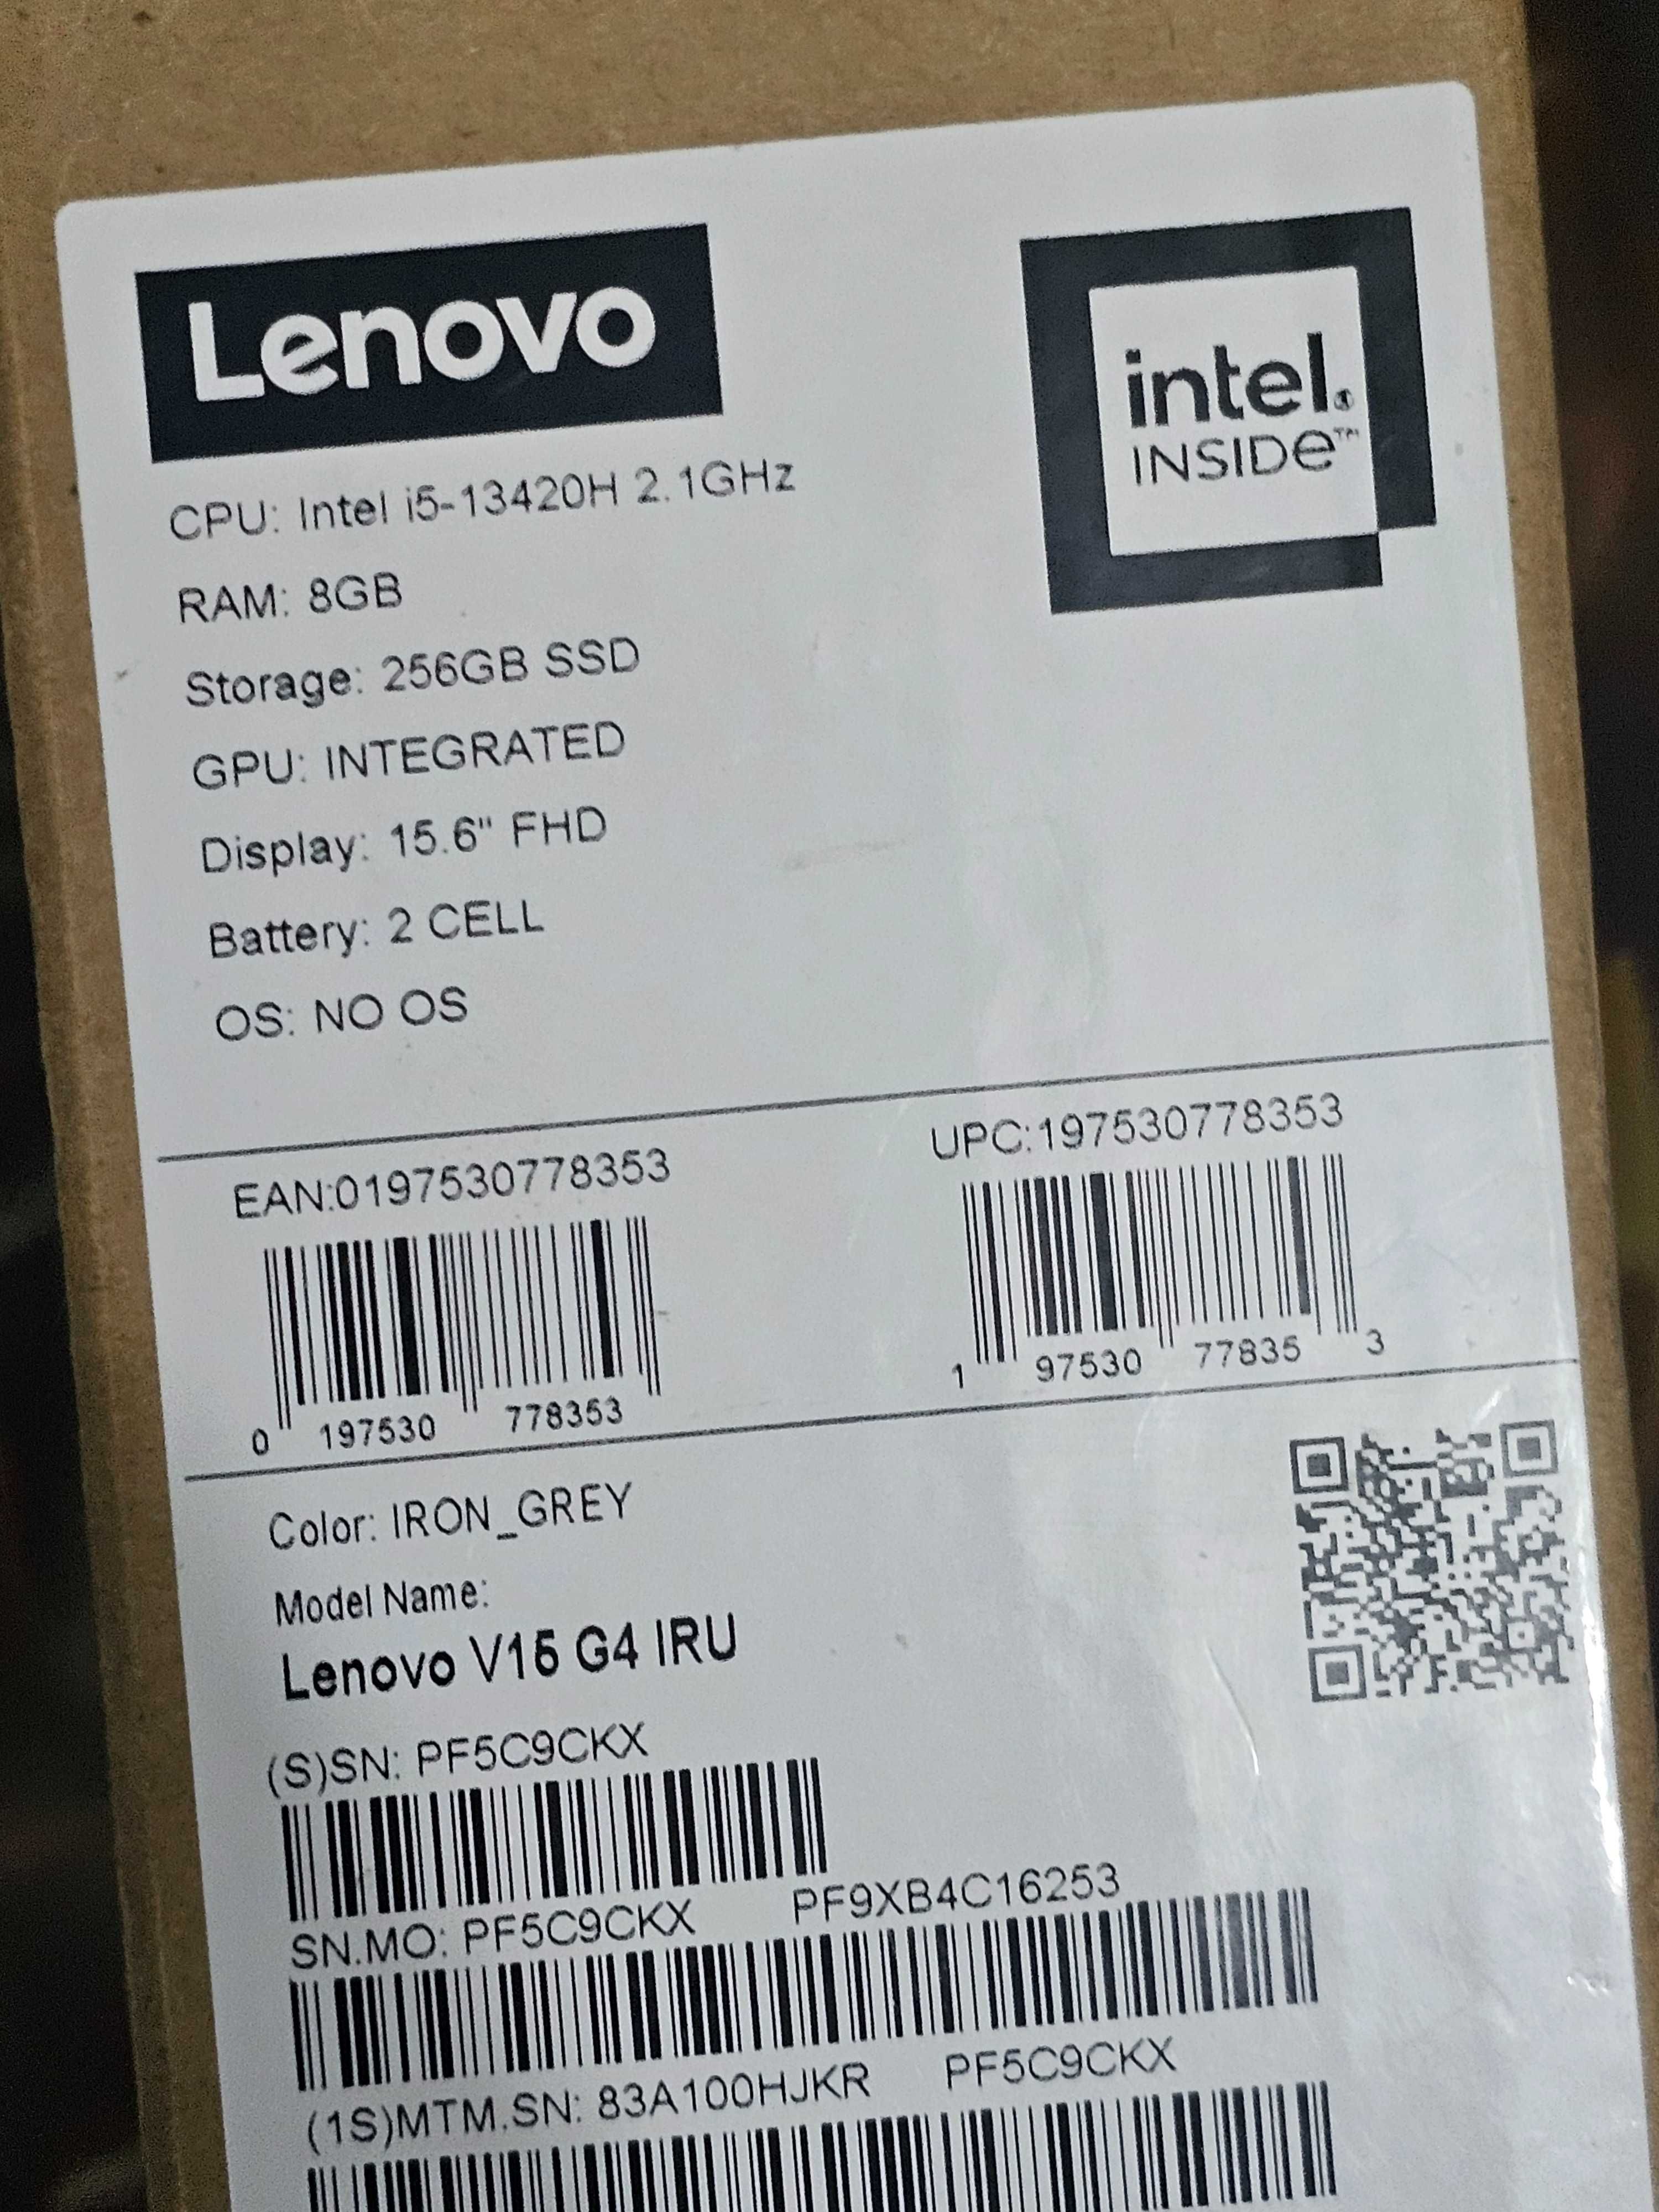 Lenovo
intel®
INSIDE™
CPU: Intel i5-13420H 2.1GHz
RAM: 8GB
Storage: 256GB SSD
GPU: INTEGRATED
Display: 15.6" FHD
Battery: 2 CELL
OS: NO OS
EAN:0197530778353
0 197530 778353
UPC:197530778353
1 97530 77835 3
Color: IRON_GREY
Model Name:
Lenovo V15 G4 IRU
(S)SN: PF5C9CKX
SN.MO: PF5C9CKX PF9XB4C16253
(1S)MTM.SN: 83A100HJKR PF5C9CKX